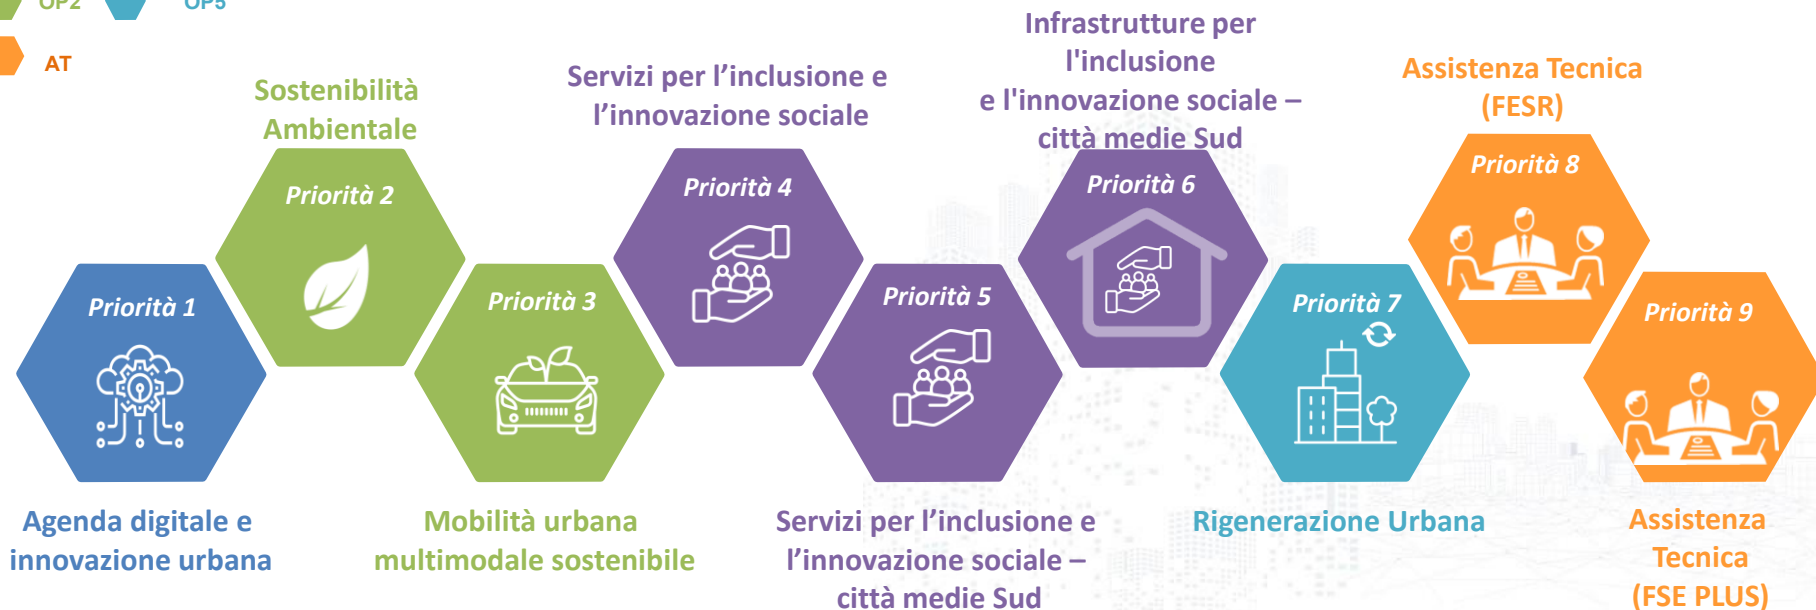 OP2
OP5
AT
Sostenibilità
Ambientale
Servizi per l’inclusione e
l’innovazione sociale
Infrastrutture per
l'inclusione
e l'innovazione sociale –
città medie Sud
Assistenza Tecnica
(FESR)
Priorità 1
Priorità 2
Priorità 3
Priorità 4
Priorità 5
Priorità 6
Priorità 7
Priorità 8
Priorità 9
Agenda digitale e
innovazione urbana
Mobilità urbana
multimodale sostenibile
Servizi per l’inclusione e
l’innovazione sociale –
città medie Sud
Rigenerazione Urbana
Assistenza
Tecnica
(FSE PLUS)